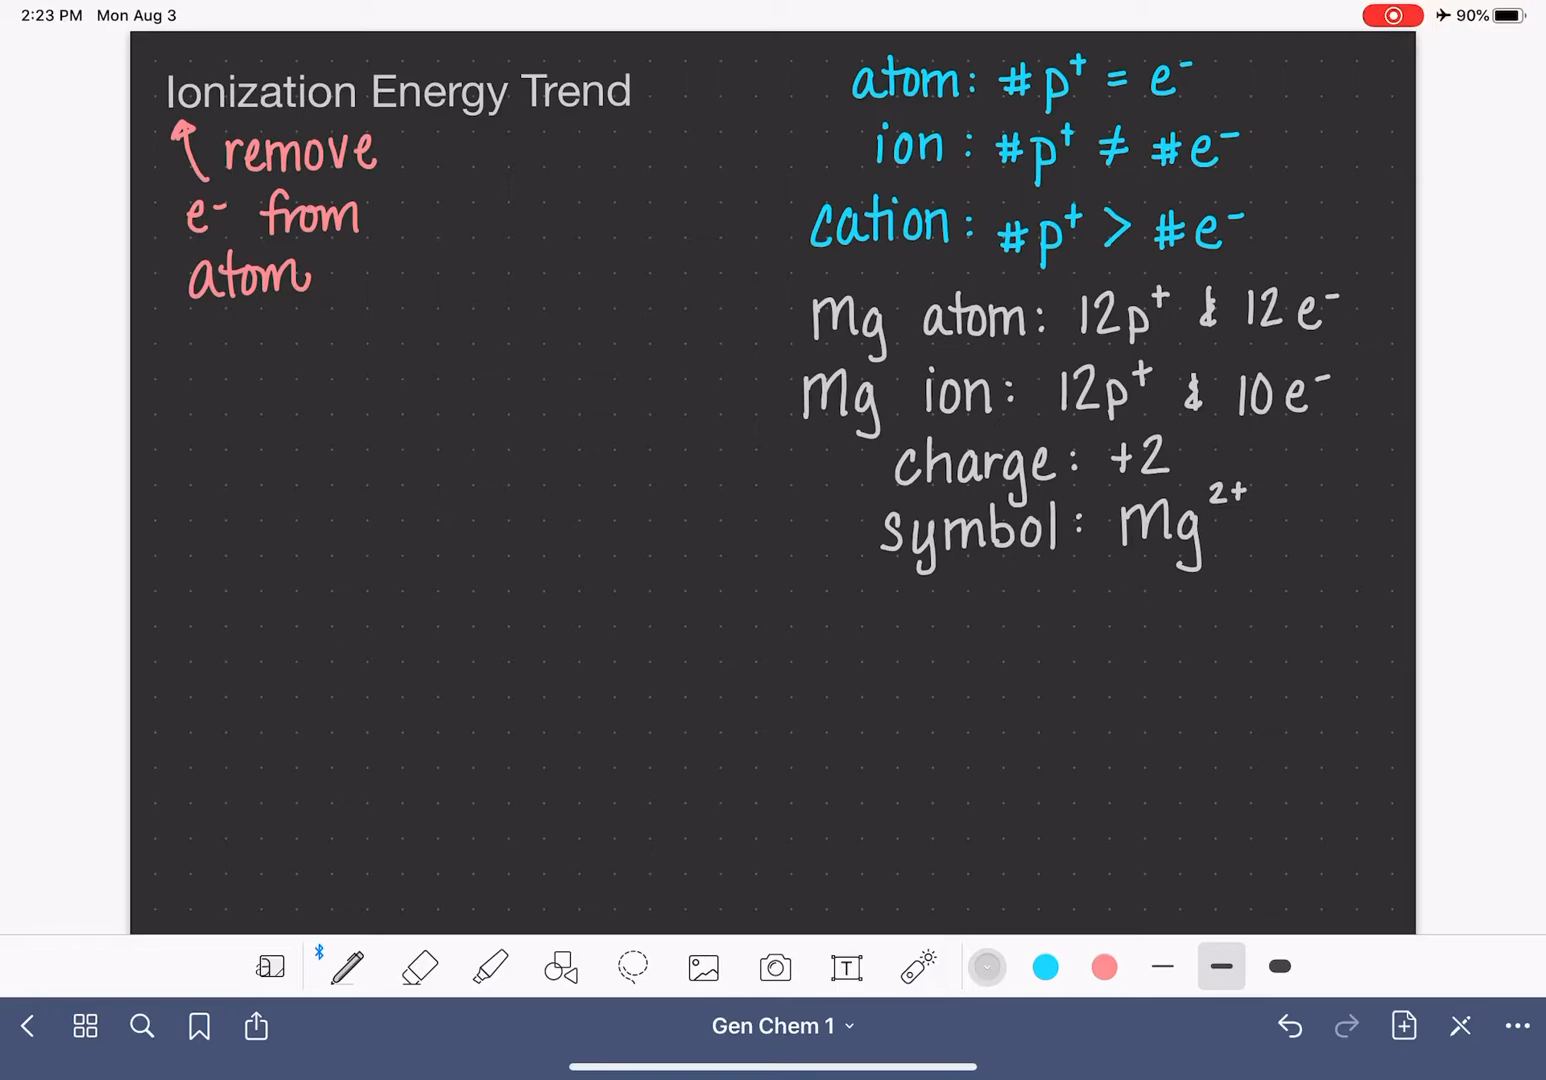 2:23 PM Mon Aug 3
90%
Ionization Energy Trend
remove
e⁻ from
atom
atom: #p⁺ = e⁻
ion: #p⁺ ≠ #e⁻
cation: #p⁺ > #e⁻
Mg atom: 12p⁺ & 12e⁻
Mg ion: 12p⁺ & 10e⁻
charge: +2
symbol: Mg²⁺
Gen Chem 1